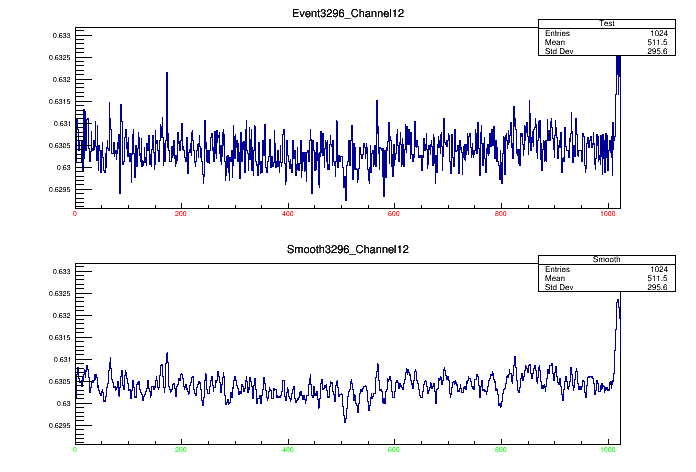 Event3296_Channel12
Test
Entries 1024
Mean 511.5
Std Dev 295.6
0.633
0.6325
0.632
0.6315
0.631
0.6305
0.63
0.6295
0 200 400 600 800 1000
Smooth3296_Channel12
Smooth
Entries 1024
Mean 511.5
Std Dev 295.6
0.633
0.6325
0.632
0.6315
0.631
0.6305
0.63
0.6295
0 200 400 600 800 1000